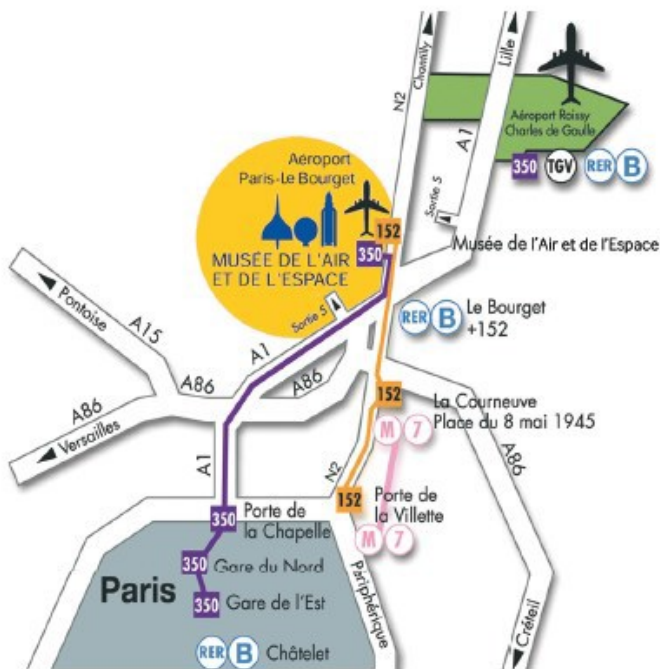 Chantilly
Lille
N2
Aéroport Roissy
Charles de Gaulle
A1
350 TGV RER B
Aéroport
Paris-Le Bourget
Sortie 5
152
350
Musée de l'Air et de l'Espace
MUSÉE DE L'AIR
ET DE L'ESPACE
Sortie 5
RER B Le Bourget
+152
Pontoise
A15
A1
A86
A86
A86
Versailles
152
La Courneuve
Place du 8 mai 1945
M 7
A86
A1
N2
152
Porte de
la Villette
M 7
350
Porte de
la Chapelle
350 Gare du Nord
Paris
350 Gare de l'Est
RER B Châtelet
Périphérique
Créteil